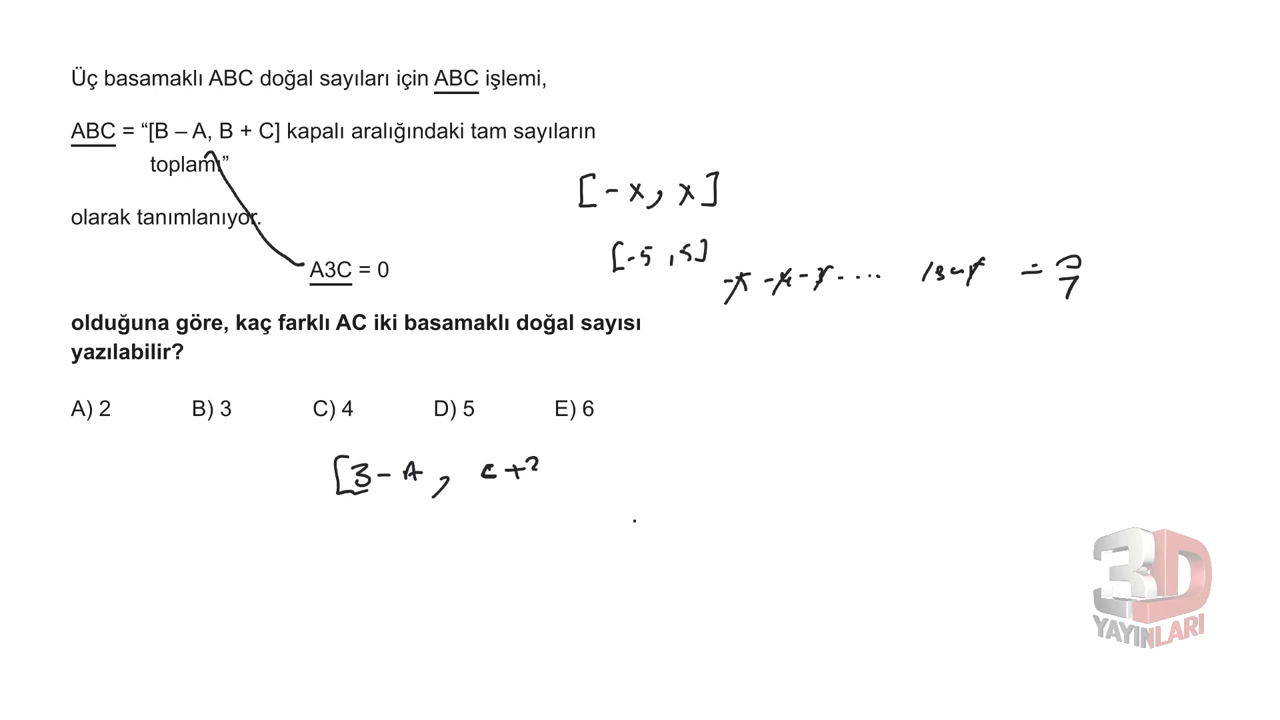 Üç basamaklı ABC doğal sayıları için ABC işlemi,
ABC = “[B – A, B + C] kapalı aralığındaki tam sayıların
toplamı”
olarak tanımlanıyor.
[-x, x]
[-5, 5]
A3C = 0
olduğuna göre, kaç farklı AC iki basamaklı doğal sayısı
yazılabilir?
A) 2 B) 3 C) 4 D) 5 E) 6
[3 - A, C+3
3D
YAYINLARI